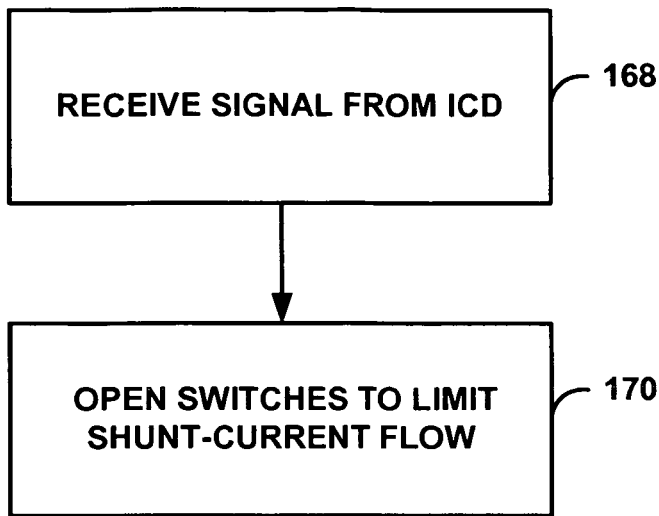 RECEIVE SIGNAL FROM ICD
168
OPEN SWITCHES TO LIMIT
SHUNT-CURRENT FLOW
170